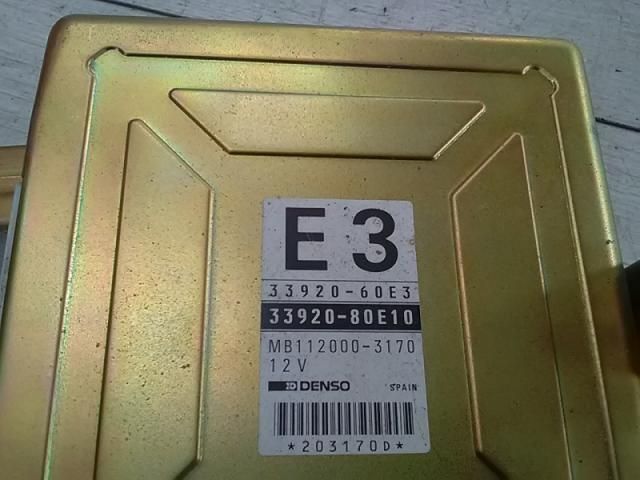 E3
33920-60E3
33920-80E10
MB112000-3170
12V
DENSO SPAIN
*203170D*